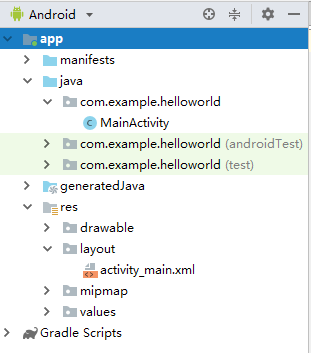 Android
app
manifests
java
com.example.helloworld
MainActivity
com.example.helloworld (androidTest)
com.example.helloworld (test)
generatedJava
res
drawable
layout
activity_main.xml
mipmap
values
Gradle Scripts